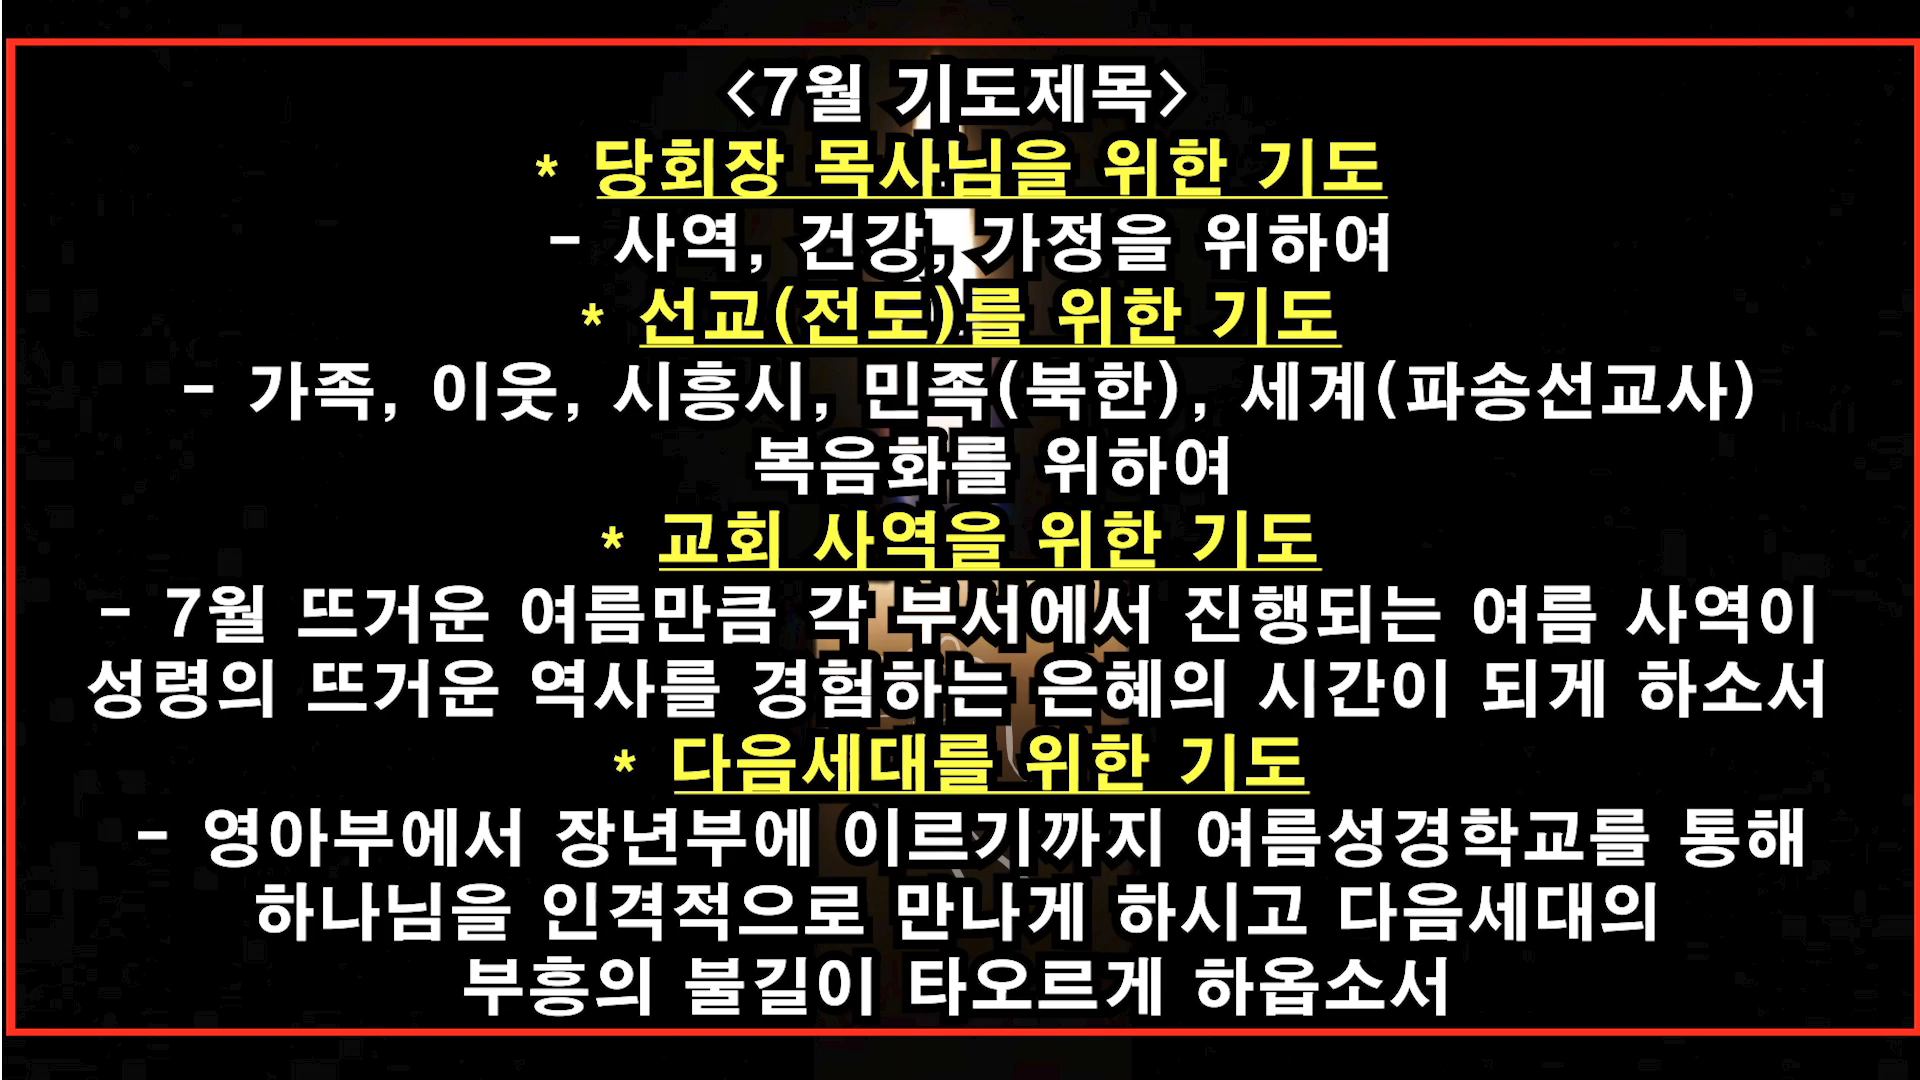 <7월 기도제목>
* 당회장 목사님을 위한 기도
- 사역, 건강, 가정을 위하여
* 선교(전도)를 위한 기도
- 가족, 이웃, 시흥시, 민족(북한), 세계(파송선교사)
복음화를 위하여
* 교회 사역을 위한 기도
- 7월 뜨거운 여름만큼 각 부서에서 진행되는 여름 사역이
성령의 뜨거운 역사를 경험하는 은혜의 시간이 되게 하소서
* 다음세대를 위한 기도
- 영아부에서 장년부에 이르기까지 여름성경학교를 통해
하나님을 인격적으로 만나게 하시고 다음세대의
부흥의 불길이 타오르게 하옵소서